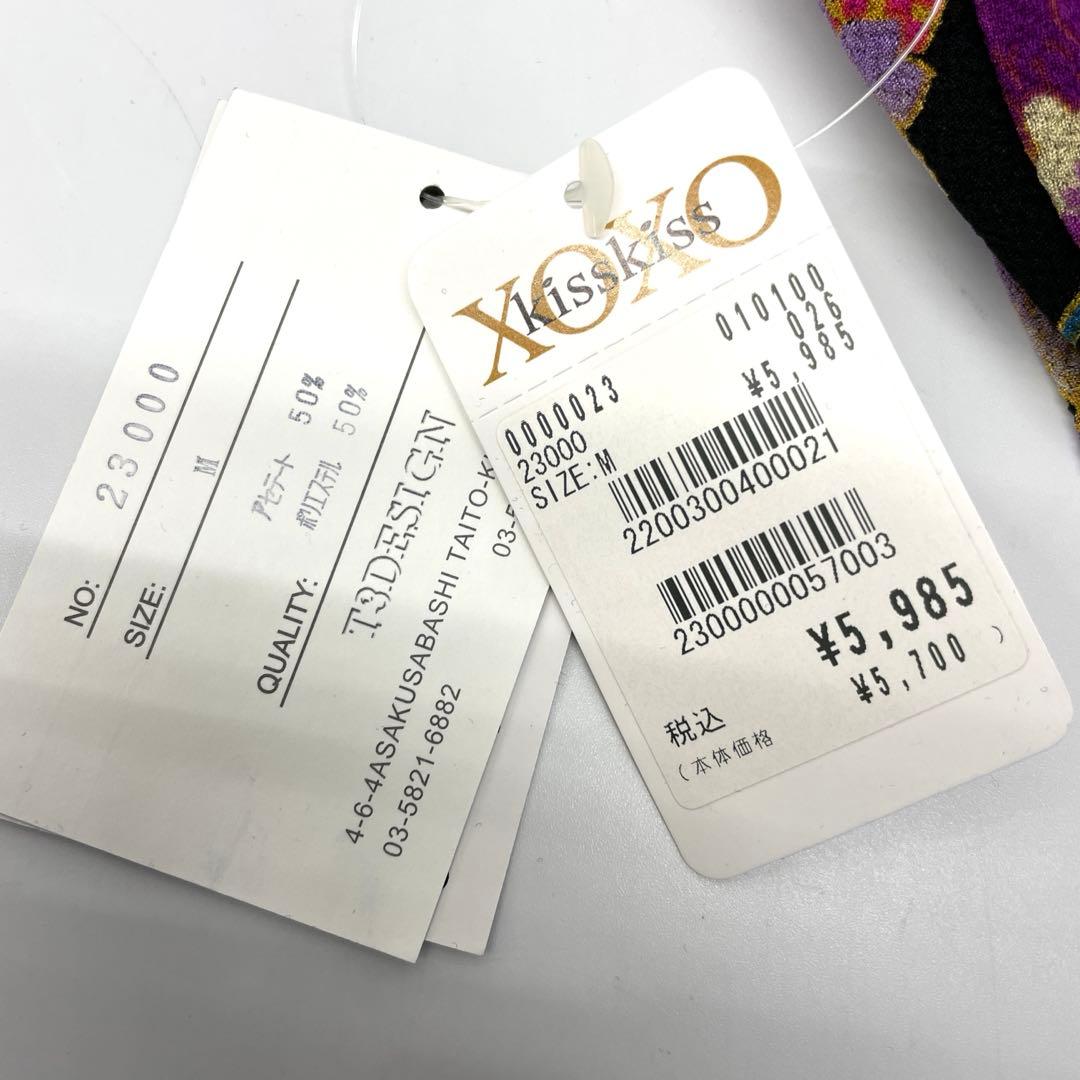 NO: 23000
SIZE: M
QUALITY: アセテート 50%
ポリエステル 50%
T3DESIGN
4-6-4ASAKUSABASHI TAITO-K
03-5821-6882
03-5
XOXO
kisskiss
010100
026
¥5,985
0000023
23000
SIZE:M
2200300400021
2300000057003
税込 ¥5,985
(本体価格 ¥5,700 )